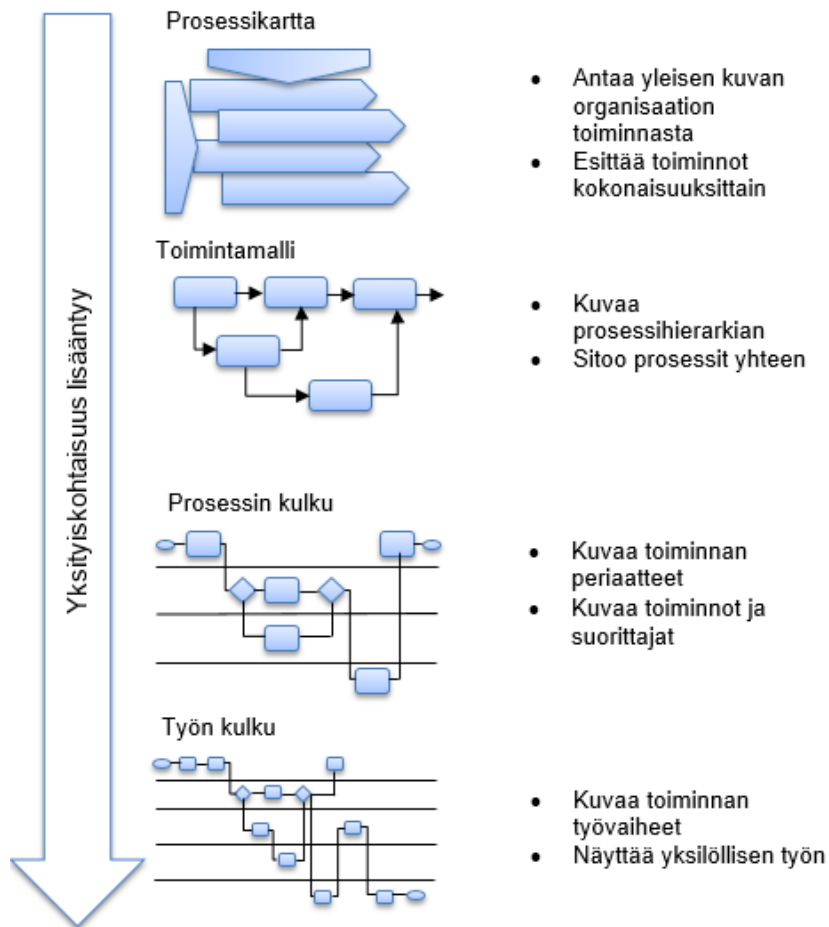 Prosessikartta
• Antaa yleisen kuvan
organisaation
toiminnasta
• Esittää toiminnot
kokonaisuuksittain
Toimintamalli
• Kuvaa
prosessihierarkian
• Sitoo prosessit yhteen
Yksityiskohtaisuus lisääntyy
Prosessin kulku
• Kuvaa toiminnan
periaatteet
• Kuvaa toiminnot ja
suorittajat
Työn kulku
• Kuvaa toiminnan
työvaiheet
• Näyttää yksilöllisen työn